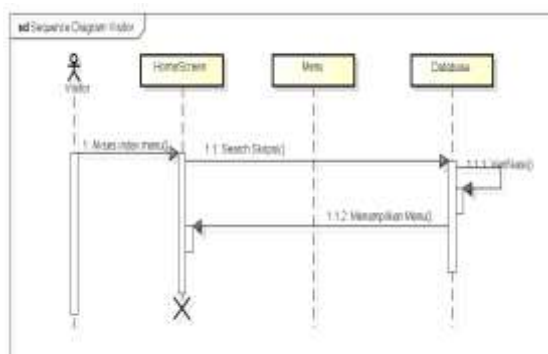 sd Sequence Diagram Visitor
Visitor
HomeScreen
Menu
Database
1. Akses index menu()
1.1. Search Skripsi()
1.1.2. Menampilkan Menu()